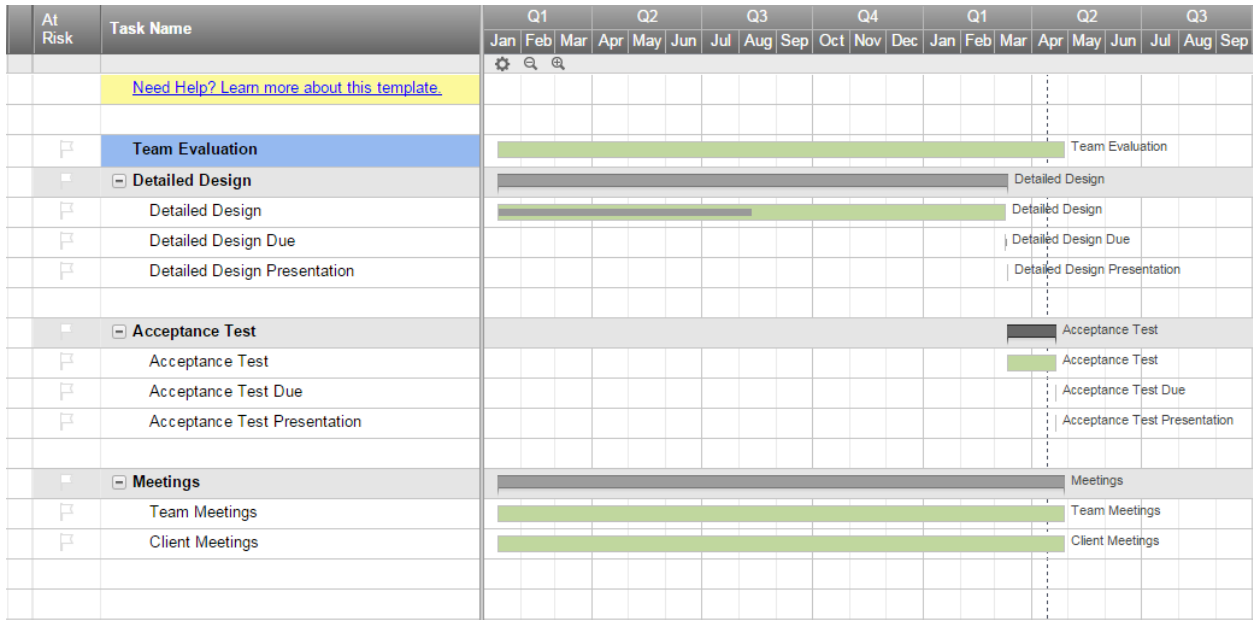 At Risk
Task Name
Q1 Q2 Q3 Q4 Q1 Q2 Q3
Jan Feb Mar Apr May Jun Jul Aug Sep Oct Nov Dec Jan Feb Mar Apr May Jun Jul Aug Sep
Need Help? Learn more about this template.
Team Evaluation Team Evaluation
Detailed Design Detailed Design
Detailed Design Detailed Design
Detailed Design Due Detailed Design Due
Detailed Design Presentation Detailed Design Presentation
Acceptance Test Acceptance Test
Acceptance Test Acceptance Test
Acceptance Test Due Acceptance Test Due
Acceptance Test Presentation Acceptance Test Presentation
Meetings Meetings
Team Meetings Team Meetings
Client Meetings Client Meetings